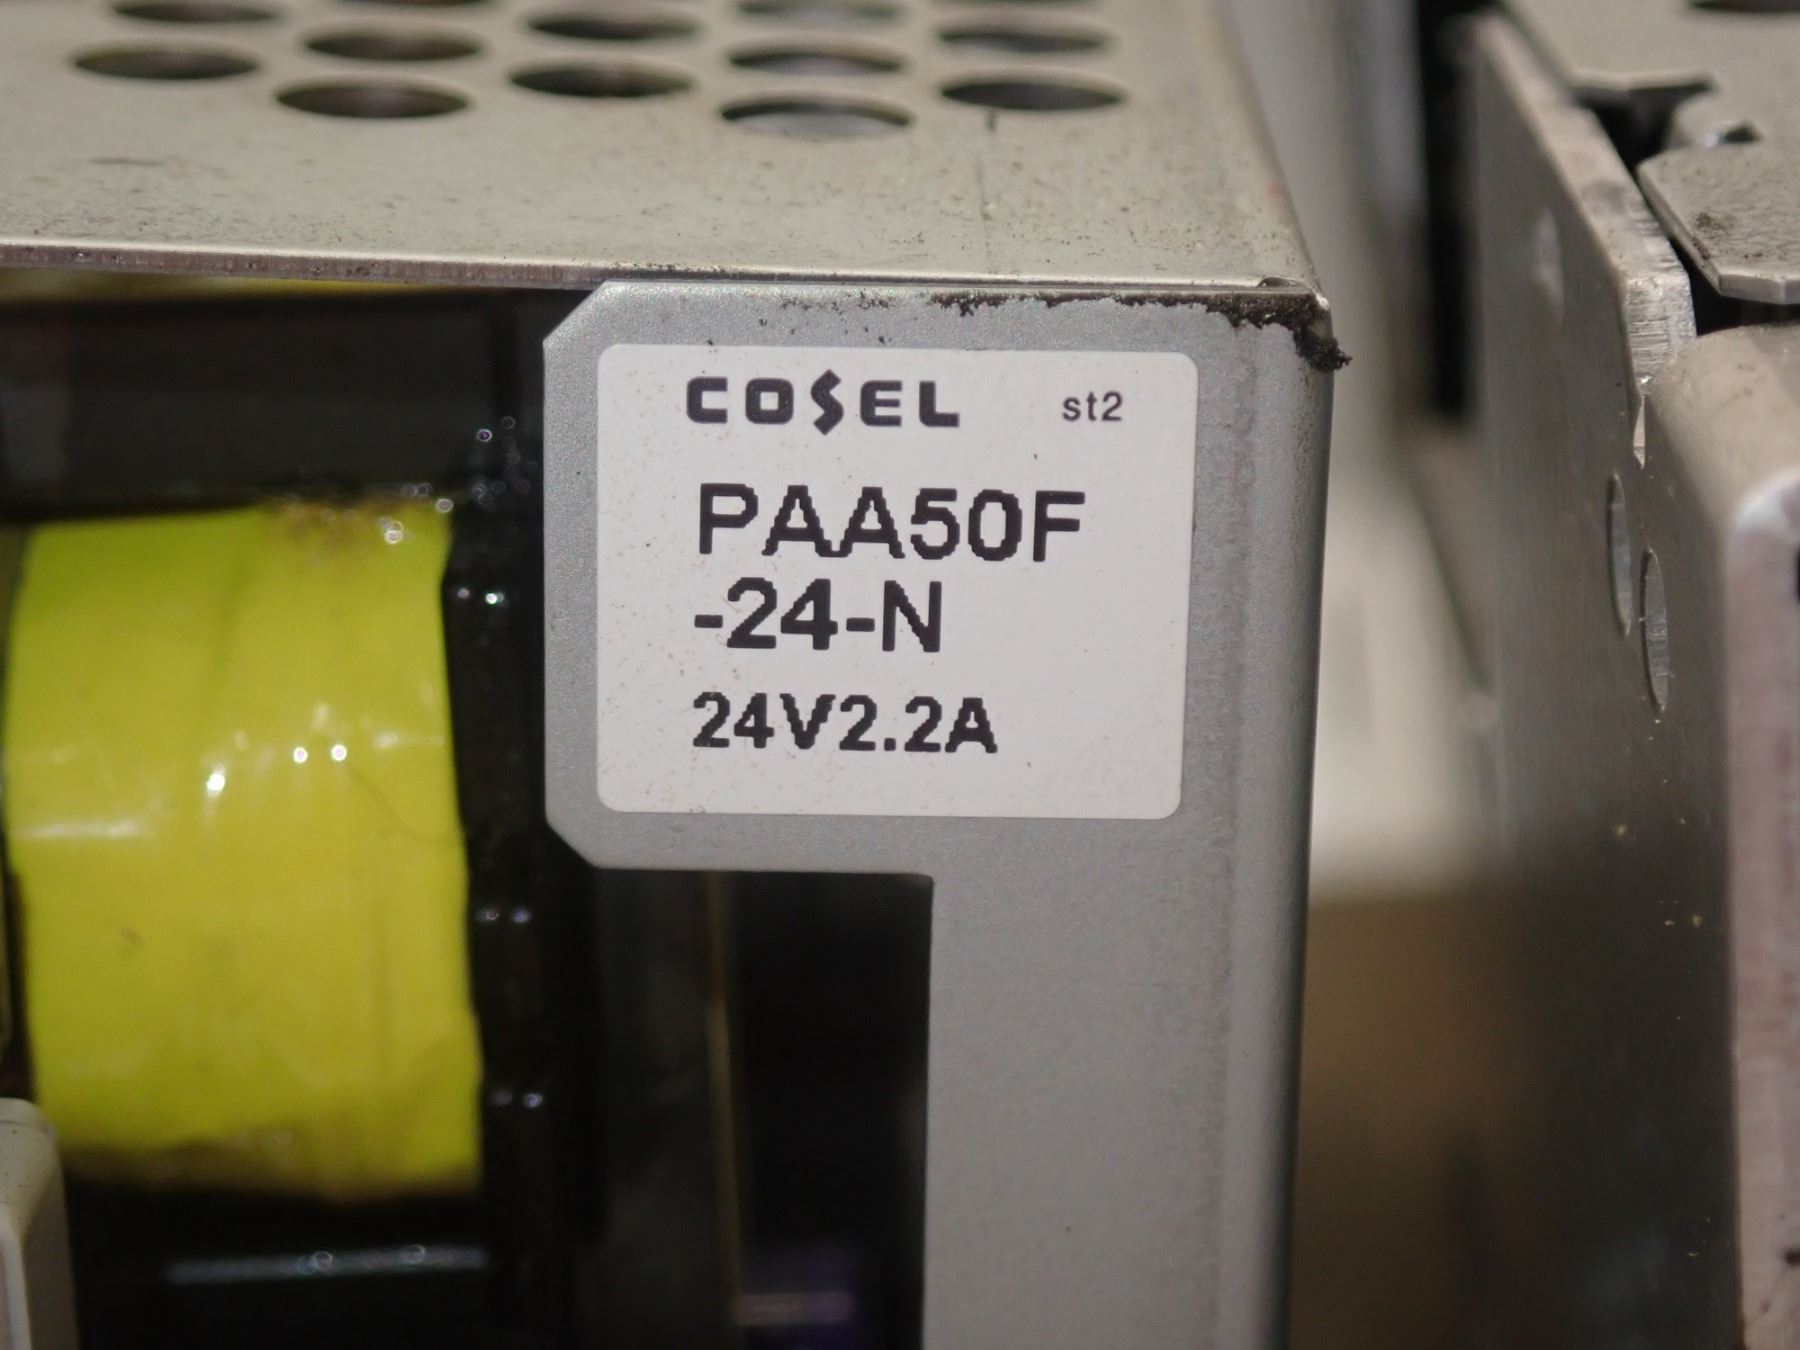 COSEL st2
PAA50F
-24-N
24V2.2A